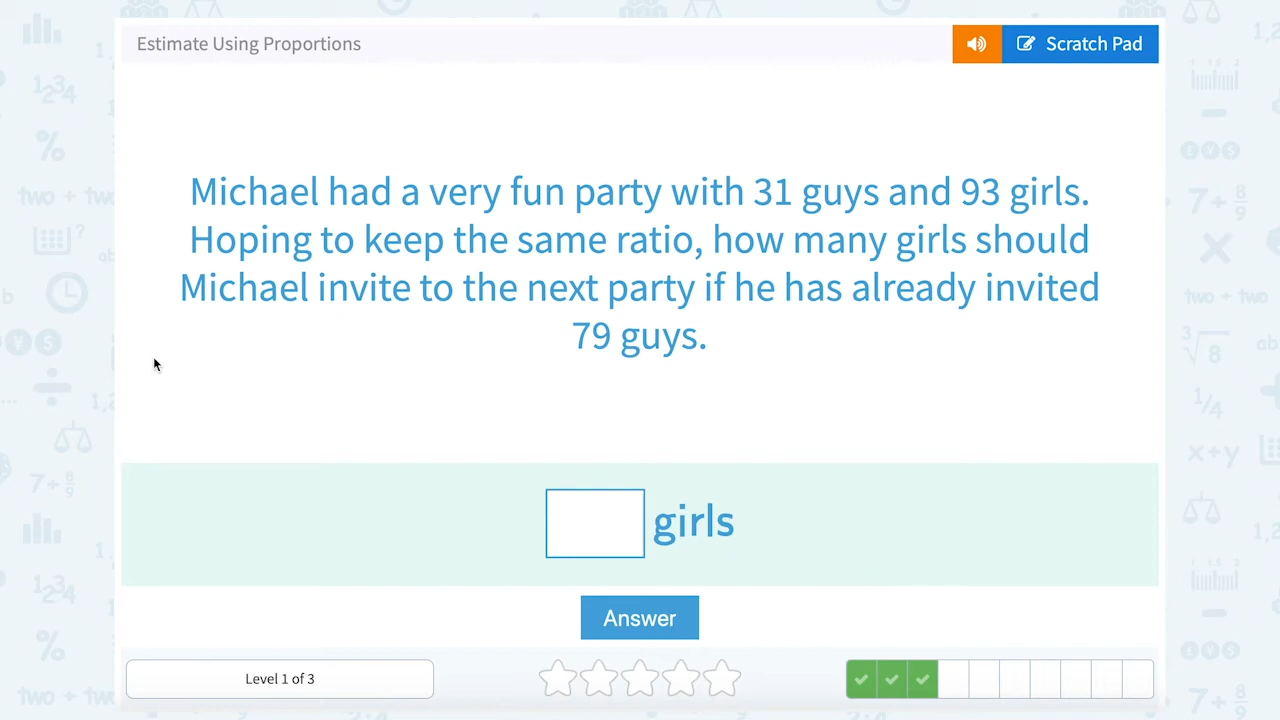 Estimate Using Proportions
Scratch Pad
Michael had a very fun party with 31 guys and 93 girls.
Hoping to keep the same ratio, how many girls should
Michael invite to the next party if he has already invited
79 guys.
girls
Answer
Level 1 of 3